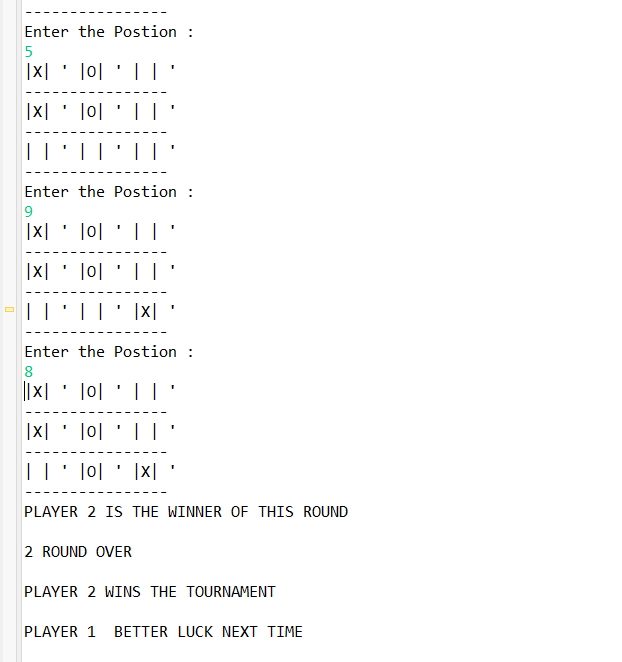 ----------------
Enter the Postion :
5
|X| ' |O| ' | | '
----------------
|X| ' |O| ' | | '
----------------
| | ' | | ' | | '
----------------
Enter the Postion :
9
|X| ' |O| ' | | '
----------------
|X| ' |O| ' | | '
----------------
| | ' | | ' |X| '
----------------
Enter the Postion :
8
|X| ' |O| ' | | '
----------------
|X| ' |O| ' | | '
----------------
| | ' |O| ' |X| '
----------------
PLAYER 2 IS THE WINNER OF THIS ROUND
2 ROUND OVER
PLAYER 2 WINS THE TOURNAMENT
PLAYER 1  BETTER LUCK NEXT TIME